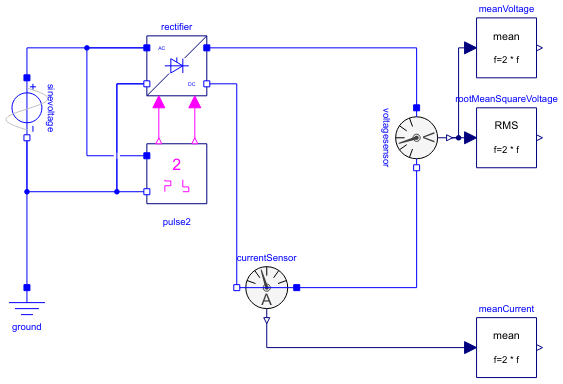 meanVoltage
mean
f=2 * f
rectifier
AC
DC
sinevoltage
+
−
rootMeanSquareVoltage
RMS
f=2 * f
voltagesensor
2
pulse2
currentSensor
A
ground
meanCurrent
mean
f=2 * f